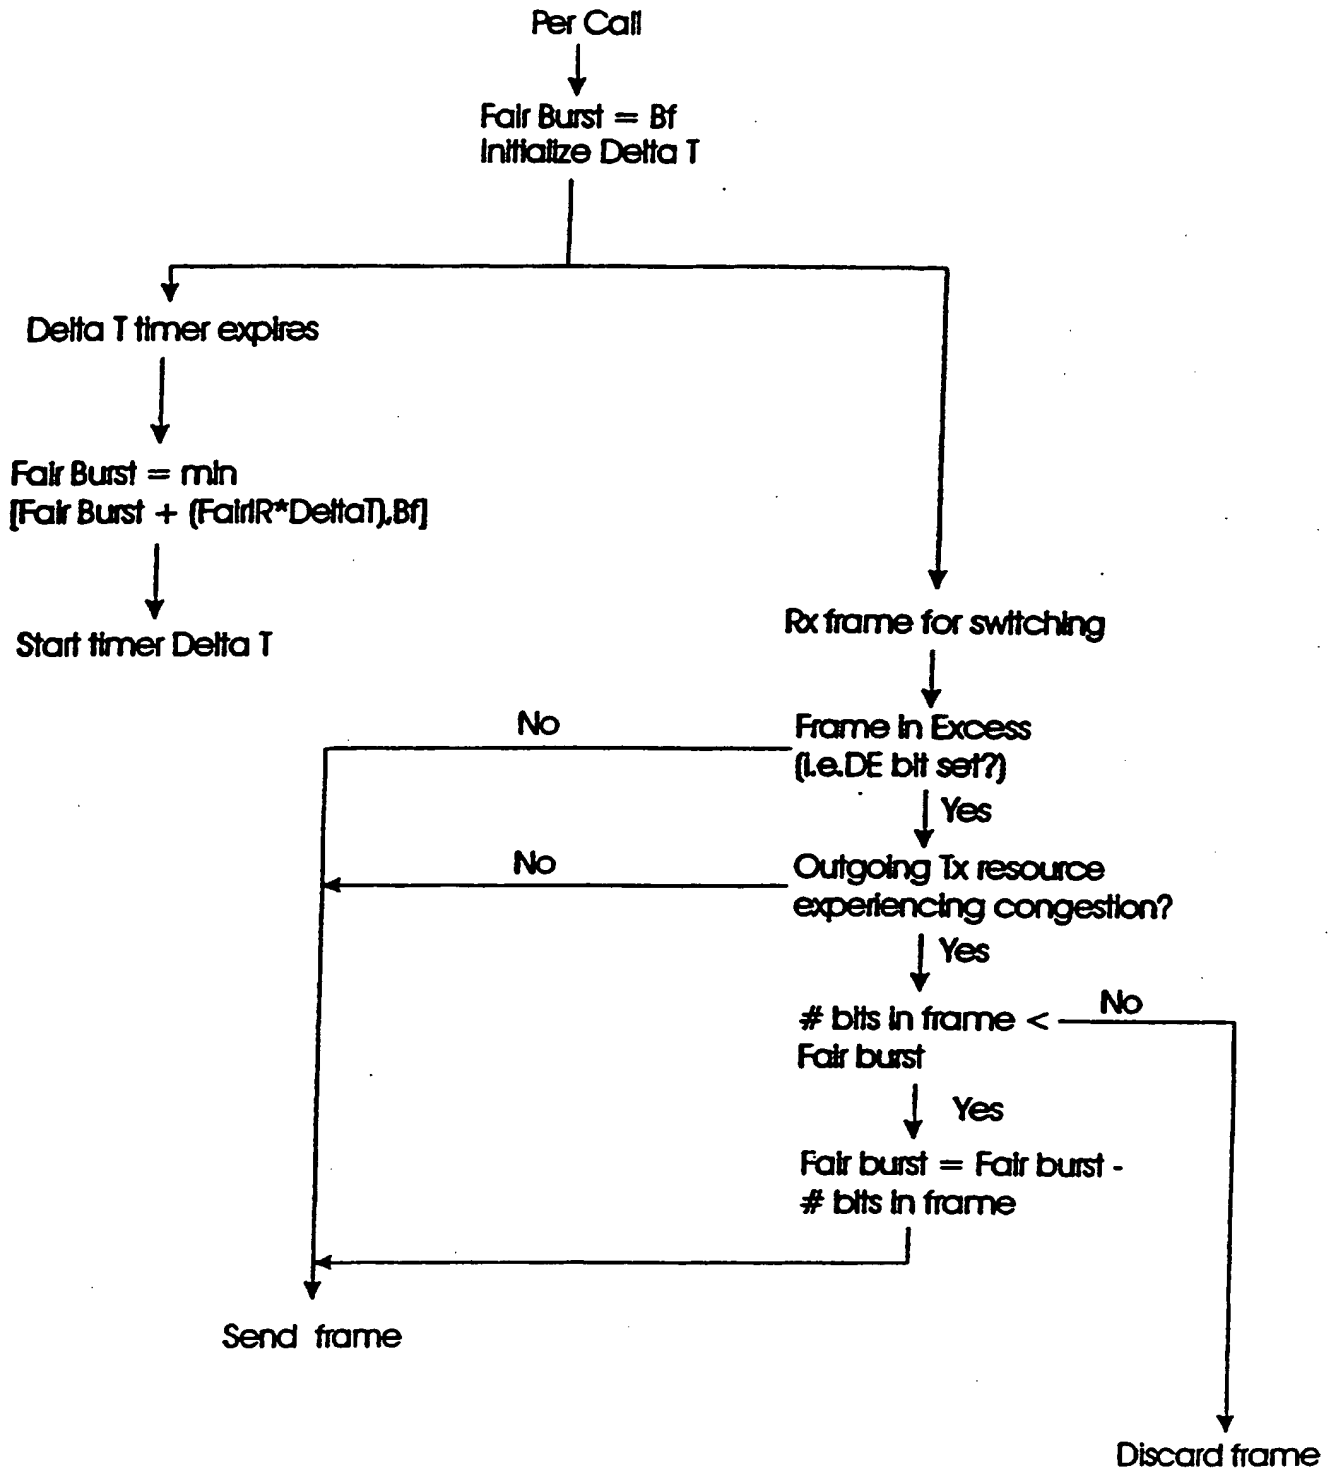 Per Call
Fair Burst = Bf
Initialize Delta T
Delta T timer expires
Fair Burst = min
[Fair Burst + (FairIR*DeltaT),Bf]
Start timer Delta T
Rx frame for switching
No
Frame in Excess
(i.e.DE bit set?)
Yes
No
Outgoing Tx resource
experiencing congestion?
Yes
# bits in frame <
No
Fair burst
Yes
Fair burst = Fair burst -
# bits in frame
Send frame
Discard frame